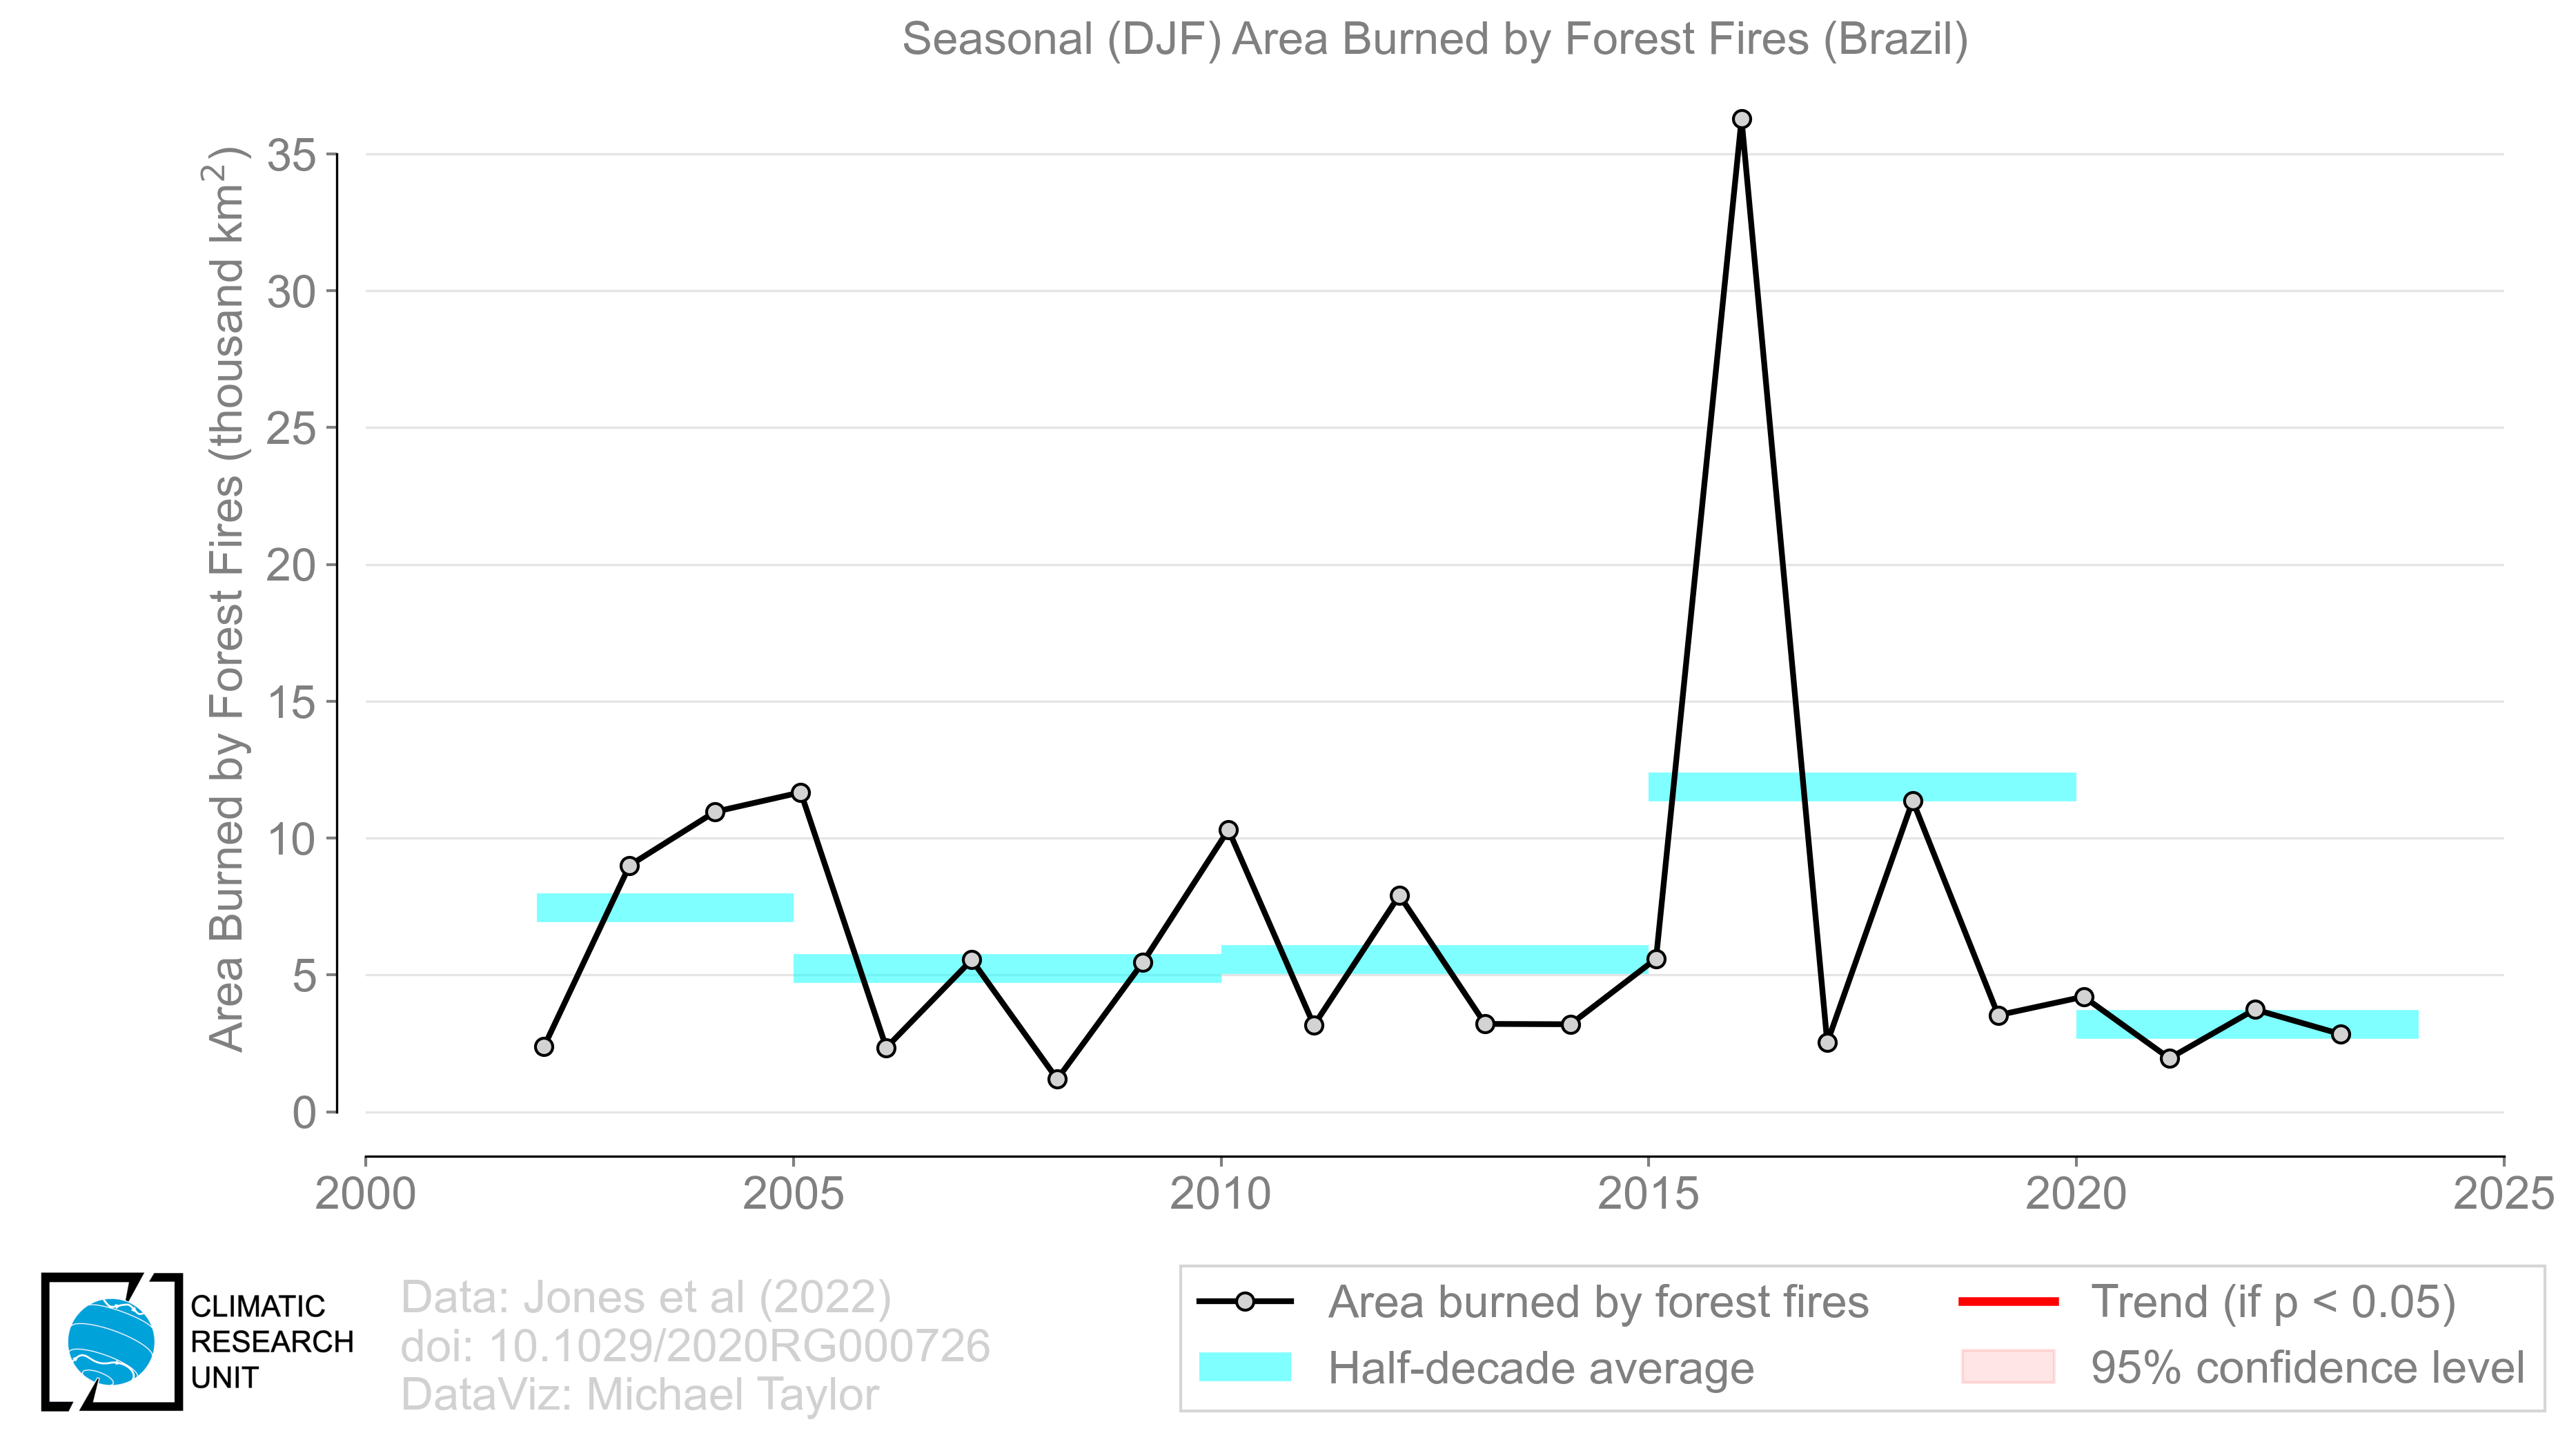 Seasonal (DJF) Area Burned by Forest Fires (Brazil)
Area Burned by Forest Fires (thousand km²)
35
30
25
20
15
10
5
0
2000
2005
2010
2015
2020
2025
CLIMATIC
RESEARCH
UNIT
Data: Jones et al (2022)
doi: 10.1029/2020RG000726
DataViz: Michael Taylor
Area burned by forest fires
Half-decade average
Trend (if p < 0.05)
95% confidence level